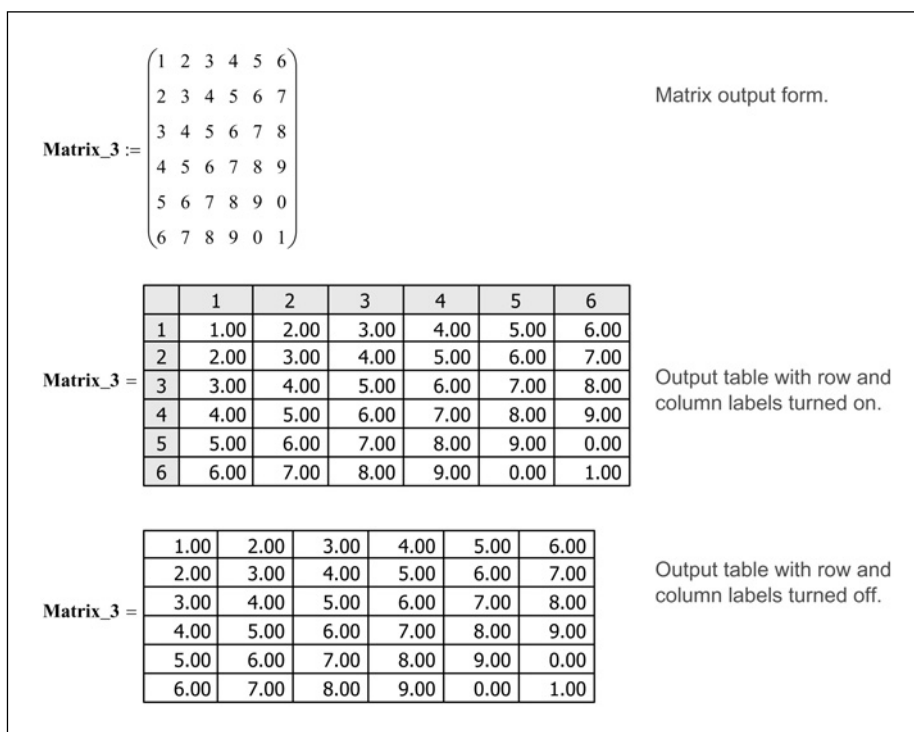 1 2 3 4 5 6
2 3 4 5 6 7
Matrix output form.
3 4 5 6 7 8
Matrix_3 :=
4 5 6 7 8 9
5 6 7 8 9 0
6 7 8 9 0 1
1 2 3 4 5 6
1 1.00 2.00 3.00 4.00 5.00 6.00
2 2.00 3.00 4.00 5.00 6.00 7.00
Matrix_3 =
3 3.00 4.00 5.00 6.00 7.00 8.00
4 4.00 5.00 6.00 7.00 8.00 9.00
5 5.00 6.00 7.00 8.00 9.00 0.00
6 6.00 7.00 8.00 9.00 0.00 1.00
Output table with row and
column labels turned on.
1.00 2.00 3.00 4.00 5.00 6.00
2.00 3.00 4.00 5.00 6.00 7.00
Matrix_3 =
3.00 4.00 5.00 6.00 7.00 8.00
4.00 5.00 6.00 7.00 8.00 9.00
5.00 6.00 7.00 8.00 9.00 0.00
6.00 7.00 8.00 9.00 0.00 1.00
Output table with row and
column labels turned off.